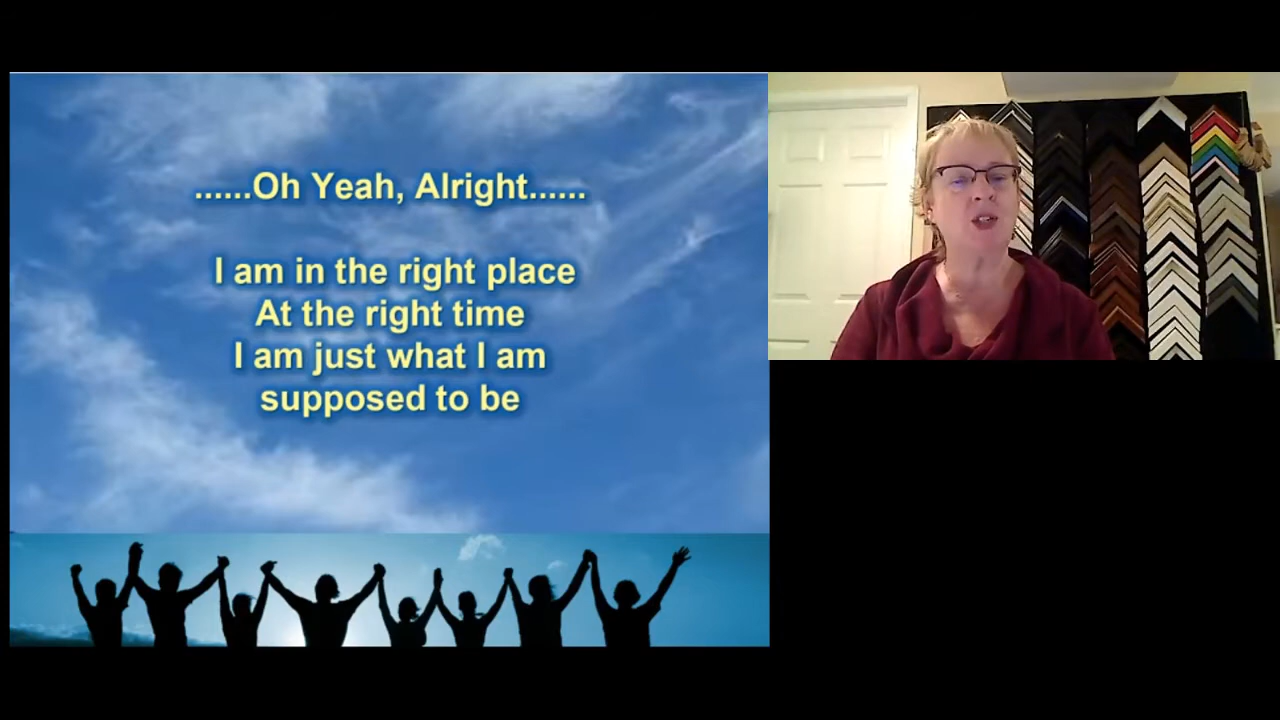 ......Oh Yeah, Alright......
I am in the right place
At the right time
I am just what I am
supposed to be